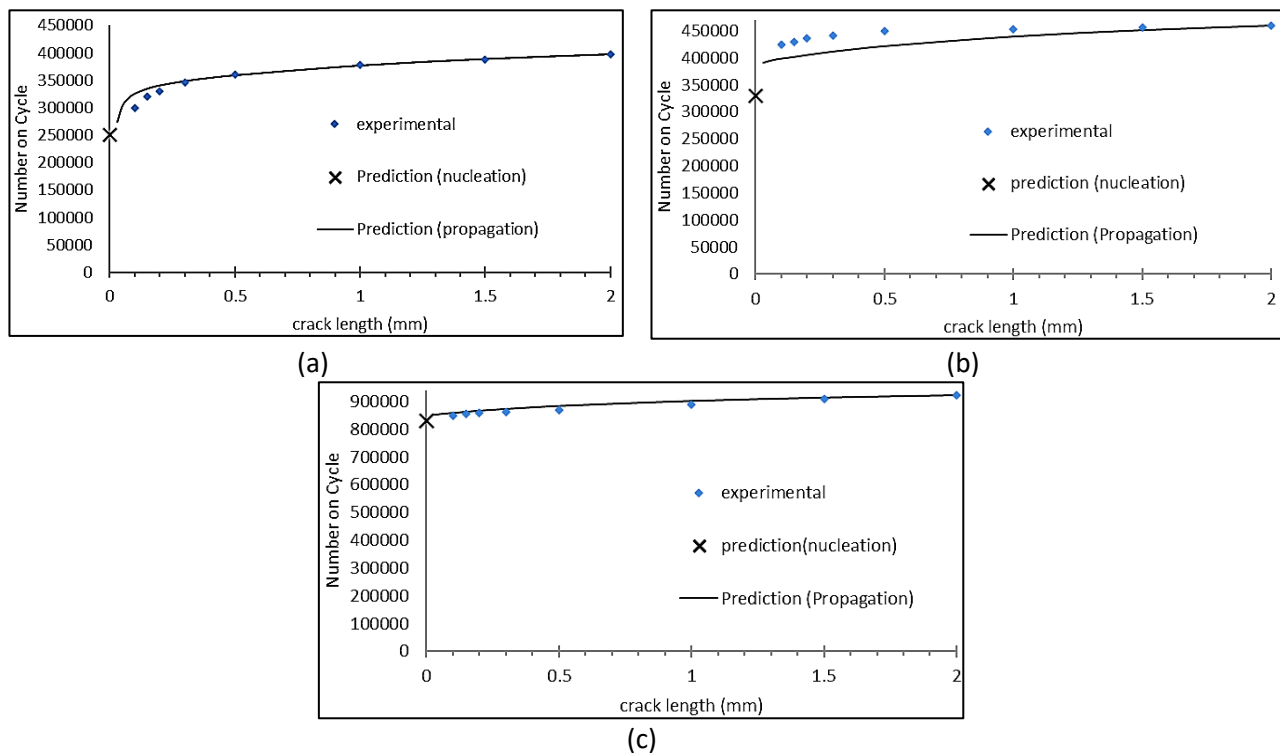 450000
400000
350000
300000
250000
200000
150000
100000
50000
0
Number on Cycle
experimental
Prediction (nucleation)
Prediction (propagation)
0 0.5 1 1.5 2
crack length (mm)
(a)
450000
400000
350000
300000
250000
200000
150000
100000
50000
0
Number on Cycle
experimental
prediction (nucleation)
Prediction (Propagation)
0 0.5 1 1.5 2
crack length (mm)
(b)
900000
800000
700000
600000
500000
400000
300000
200000
100000
0
Number on Cycle
experimental
prediction(nucleation)
Prediction (Propagation)
0 0.5 1 1.5 2
crack length (mm)
(c)